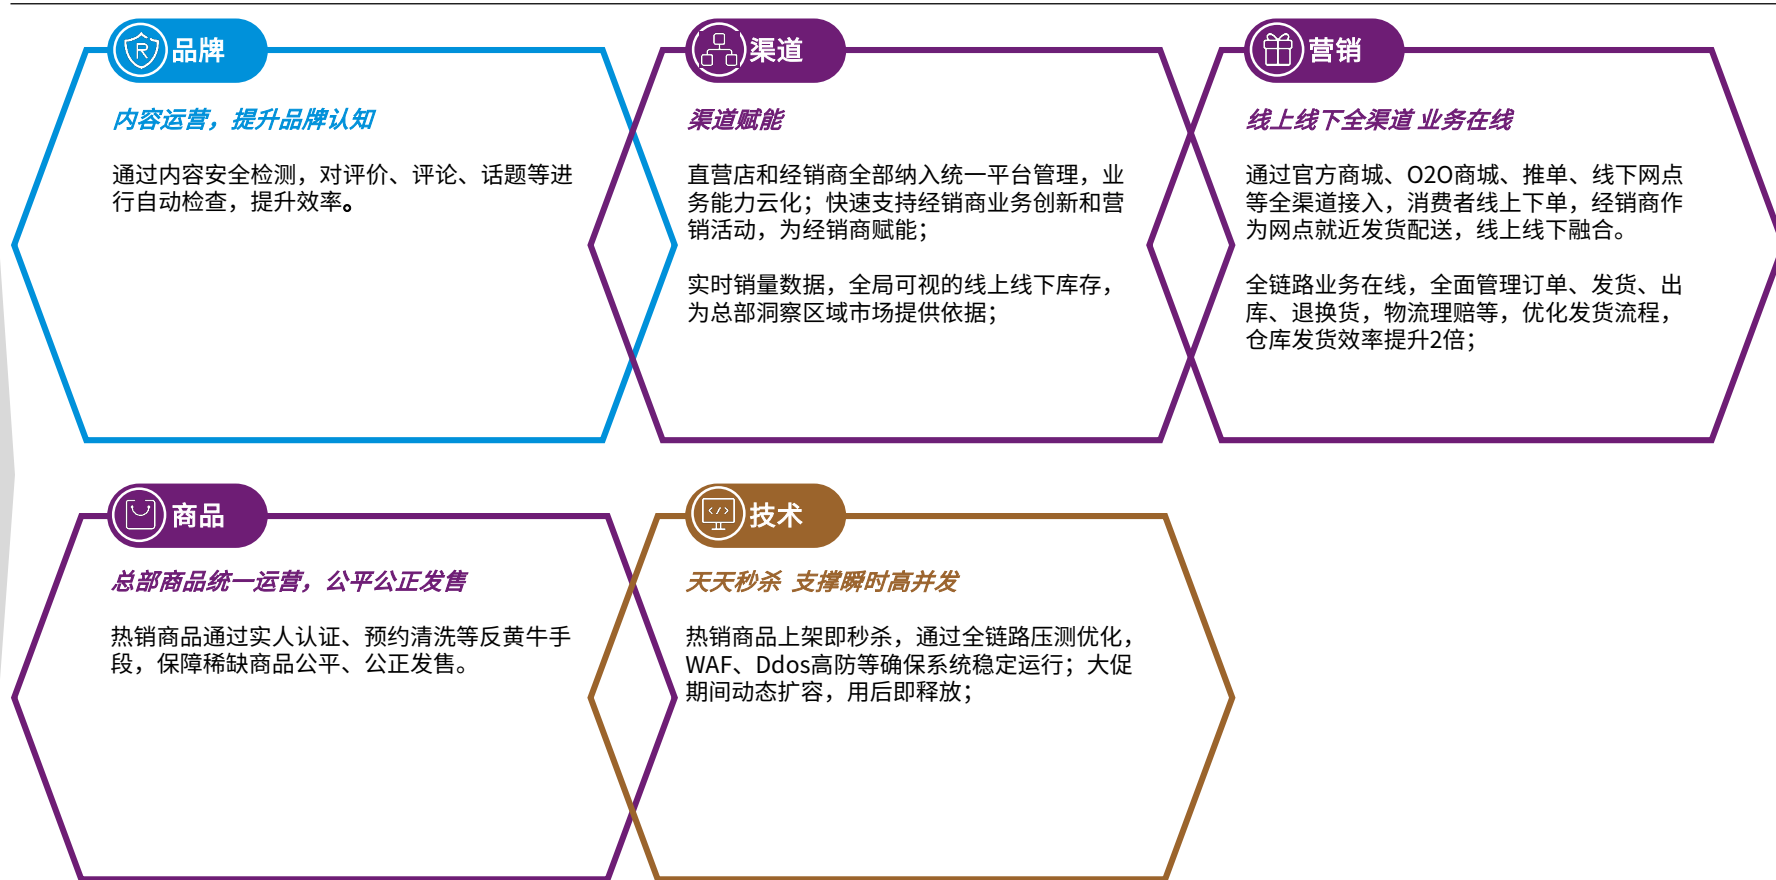 品牌
内容运营，提升品牌认知
通过内容安全检测，对评价、评论、话题等进
行自动检查，提升效率。
渠道
渠道赋能
直营店和经销商全部纳入统一平台管理，业
务能力云化；快速支持经销商业务创新和营
销活动，为经销商赋能；
实时销量数据，全局可视的线上线下库存，
为总部洞察区域市场提供依据；
营销
线上线下全渠道 业务在线
通过官方商城、O2O商城、推单、线下网点
等全渠道接入，消费者线上下单，经销商作
为网点就近发货配送，线上线下融合。
全链路业务在线，全面管理订单、发货、出
库、退换货，物流理赔等，优化发货流程，
仓库发货效率提升2倍；
商品
总部商品统一运营，公平公正发售
热销商品通过实人认证、预约清洗等反黄牛手
段，保障稀缺商品公平、公正发售。
技术
天天秒杀 支撑瞬时高并发
热销商品上架即秒杀，通过全链路压测优化，
WAF、Ddos高防等确保系统稳定运行；大促
期间动态扩容，用后即释放；